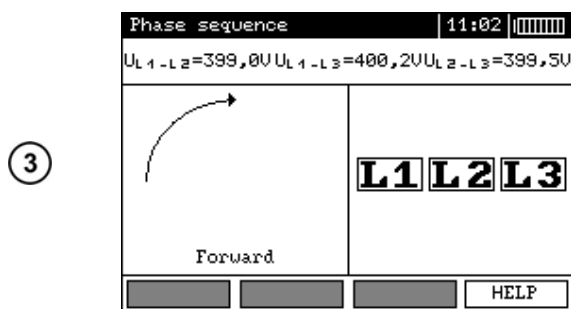 Phase sequence 11:02
UL1-L2=399,0V UL1-L3=400,2V UL2-L3=399,5V
3
L1 L2 L3
Forward
HELP